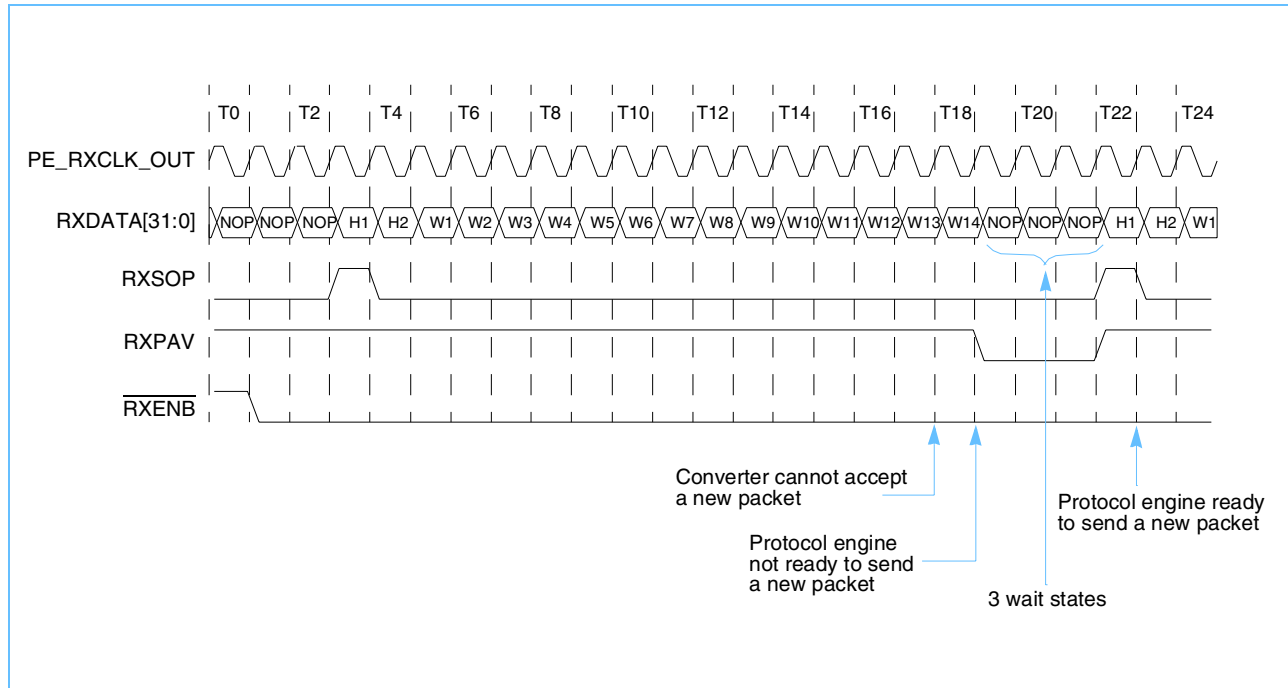 T0 T2 T4 T6 T8 T10 T12 T14 T16 T18 T20 T22 T24
PE_RXCLK_OUT
RXDATA[31:0] NOP NOP NOP H1 H2 W1 W2 W3 W4 W5 W6 W7 W8 W9 W10 W11 W12 W13 W14 NOP NOP NOP H1 H2 W1
RXSOP
RXPAV
RXENB
Converter cannot accept
a new packet
Protocol engine
not ready to send
a new packet
3 wait states
Protocol engine ready
to send a new packet